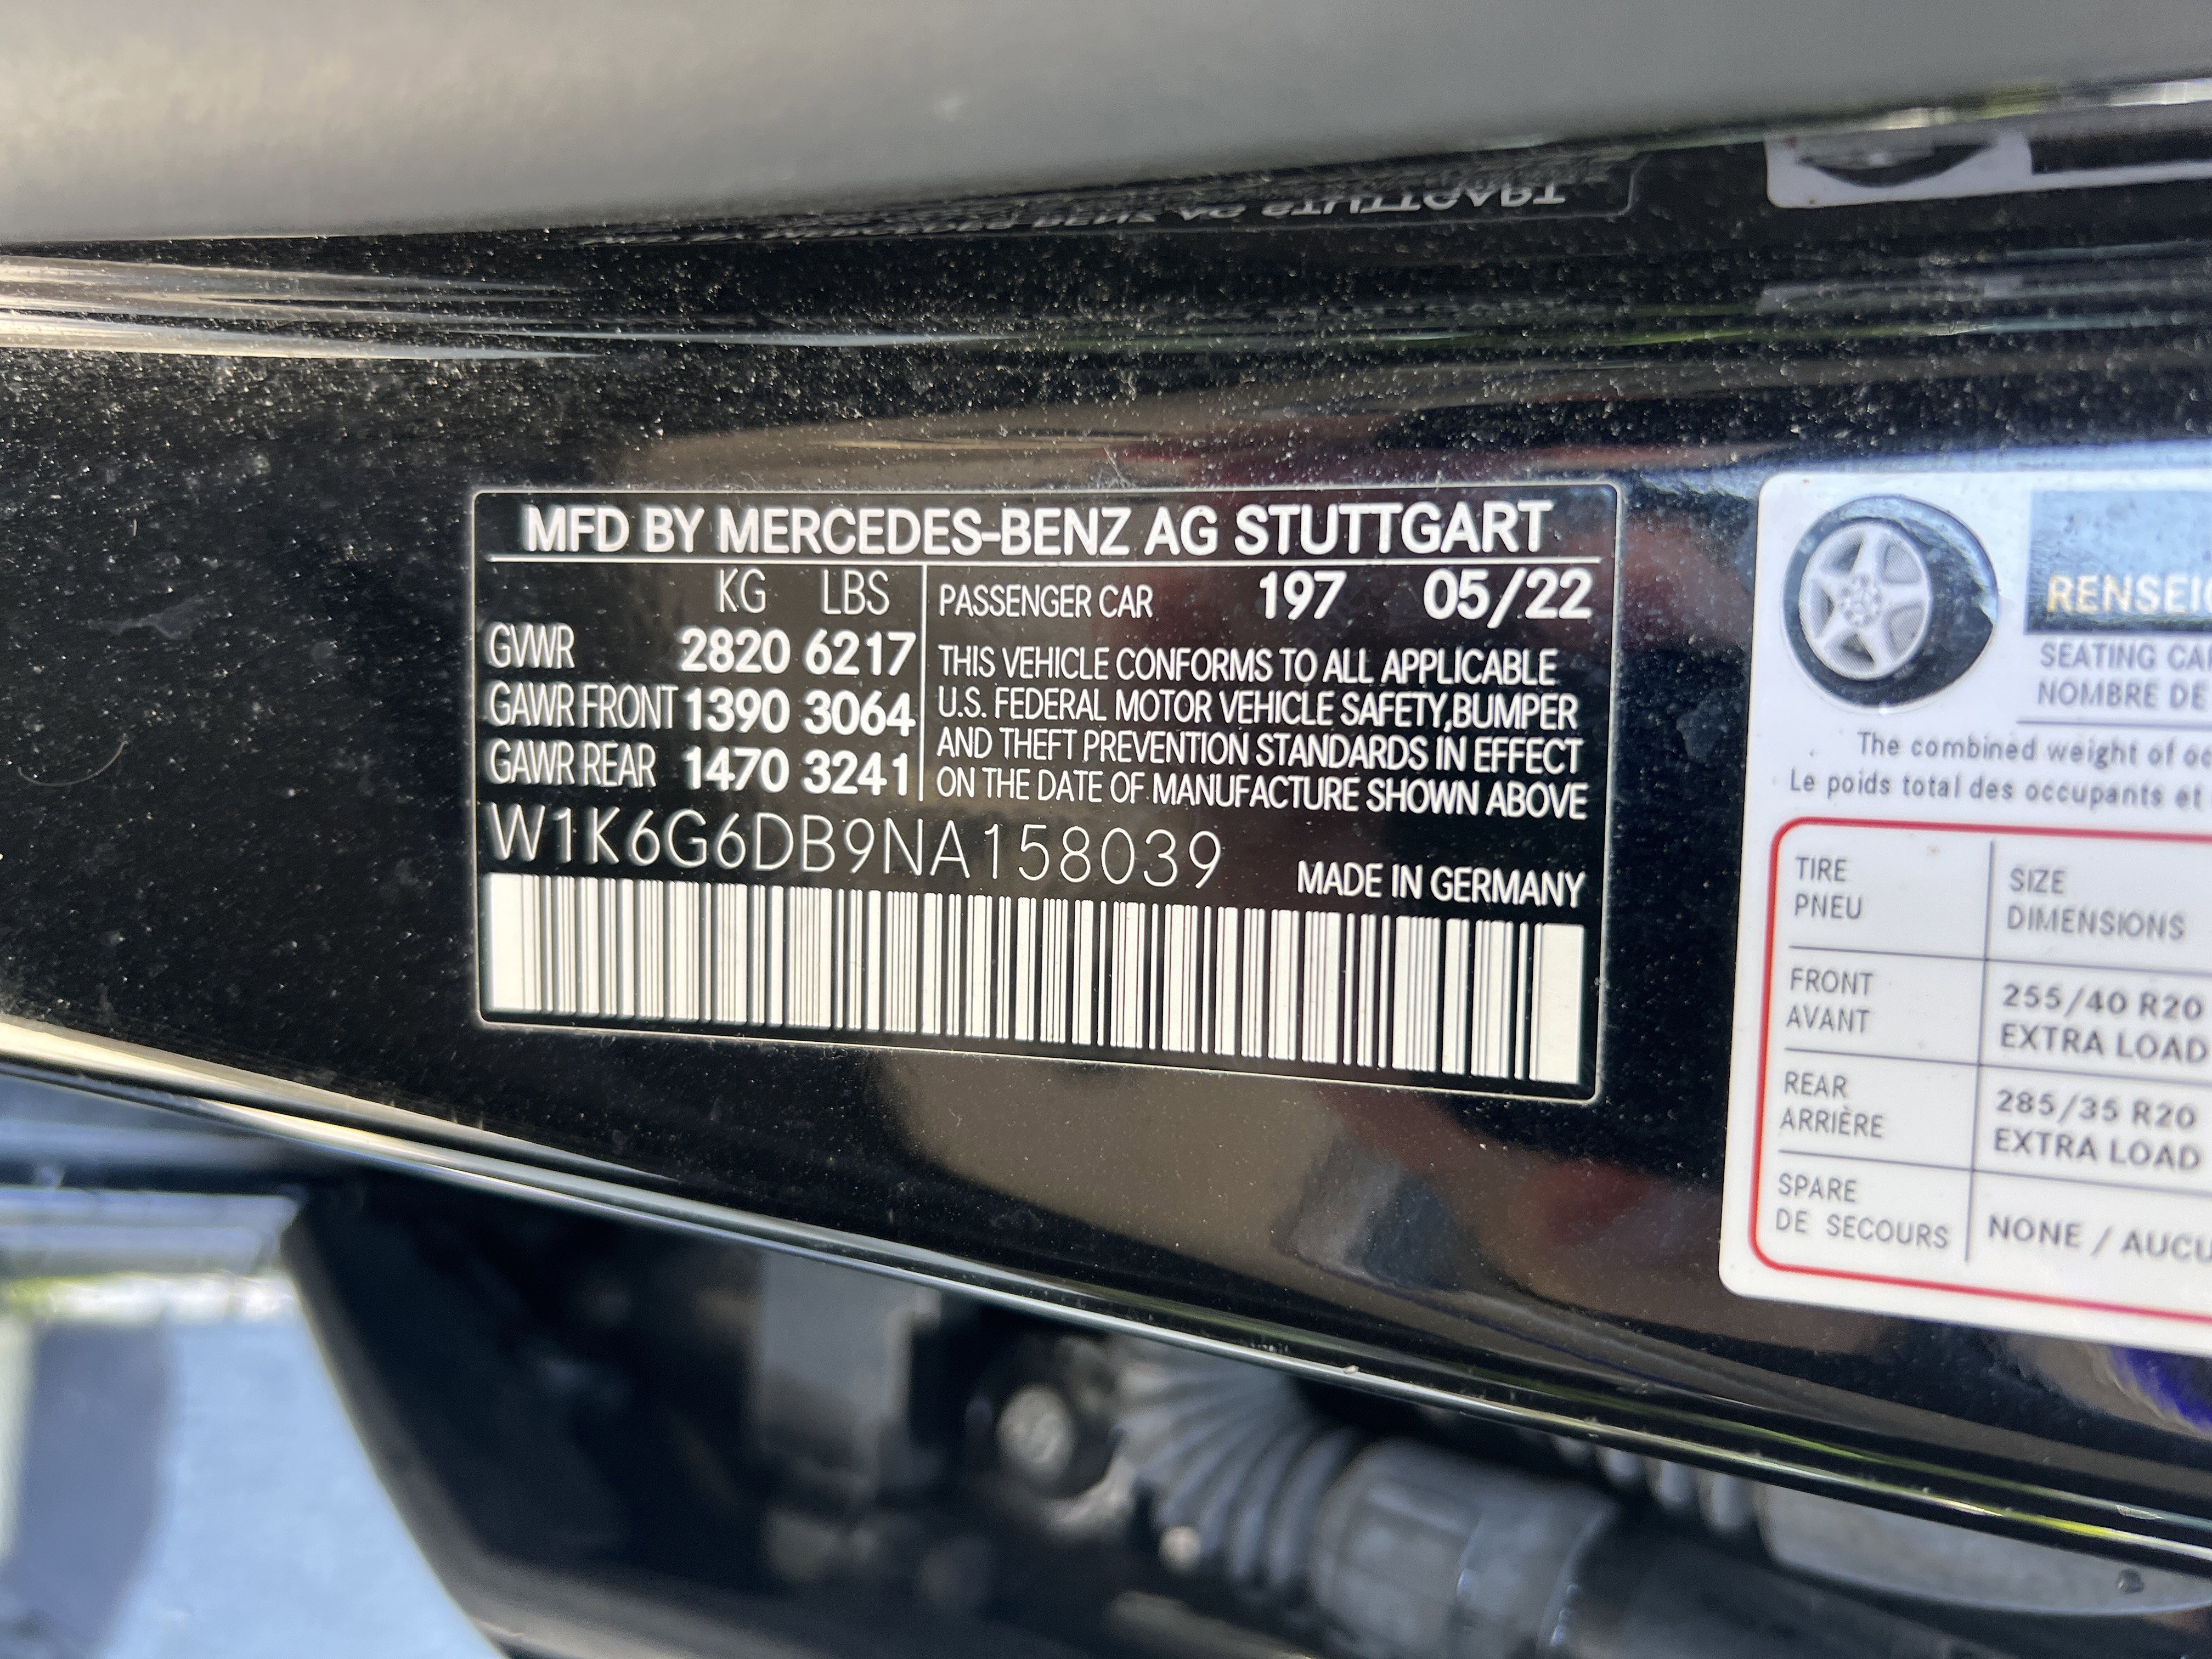 MFD BY MERCEDES-BENZ AG STUTTGART
KG LBS
GVWR 2820 6217
GAWR FRONT 1390 3064
GAWR REAR 1470 3241
PASSENGER CAR 197 05/22
THIS VEHICLE CONFORMS TO ALL APPLICABLE
U.S. FEDERAL MOTOR VEHICLE SAFETY,BUMPER
AND THEFT PREVENTION STANDARDS IN EFFECT
ON THE DATE OF MANUFACTURE SHOWN ABOVE
W1K6G6DB9NA158039
MADE IN GERMANY
SEATING
NOMBRE DE
The combined weight of
Le poids total des occupants et
TIRE
PNEU
SIZE
DIMENSIONS
FRONT
AVANT
255/40 R20
EXTRA LOAD
REAR
ARRIÈRE
285/35 R20
EXTRA LOAD
SPARE
DE SECOURS
NONE /